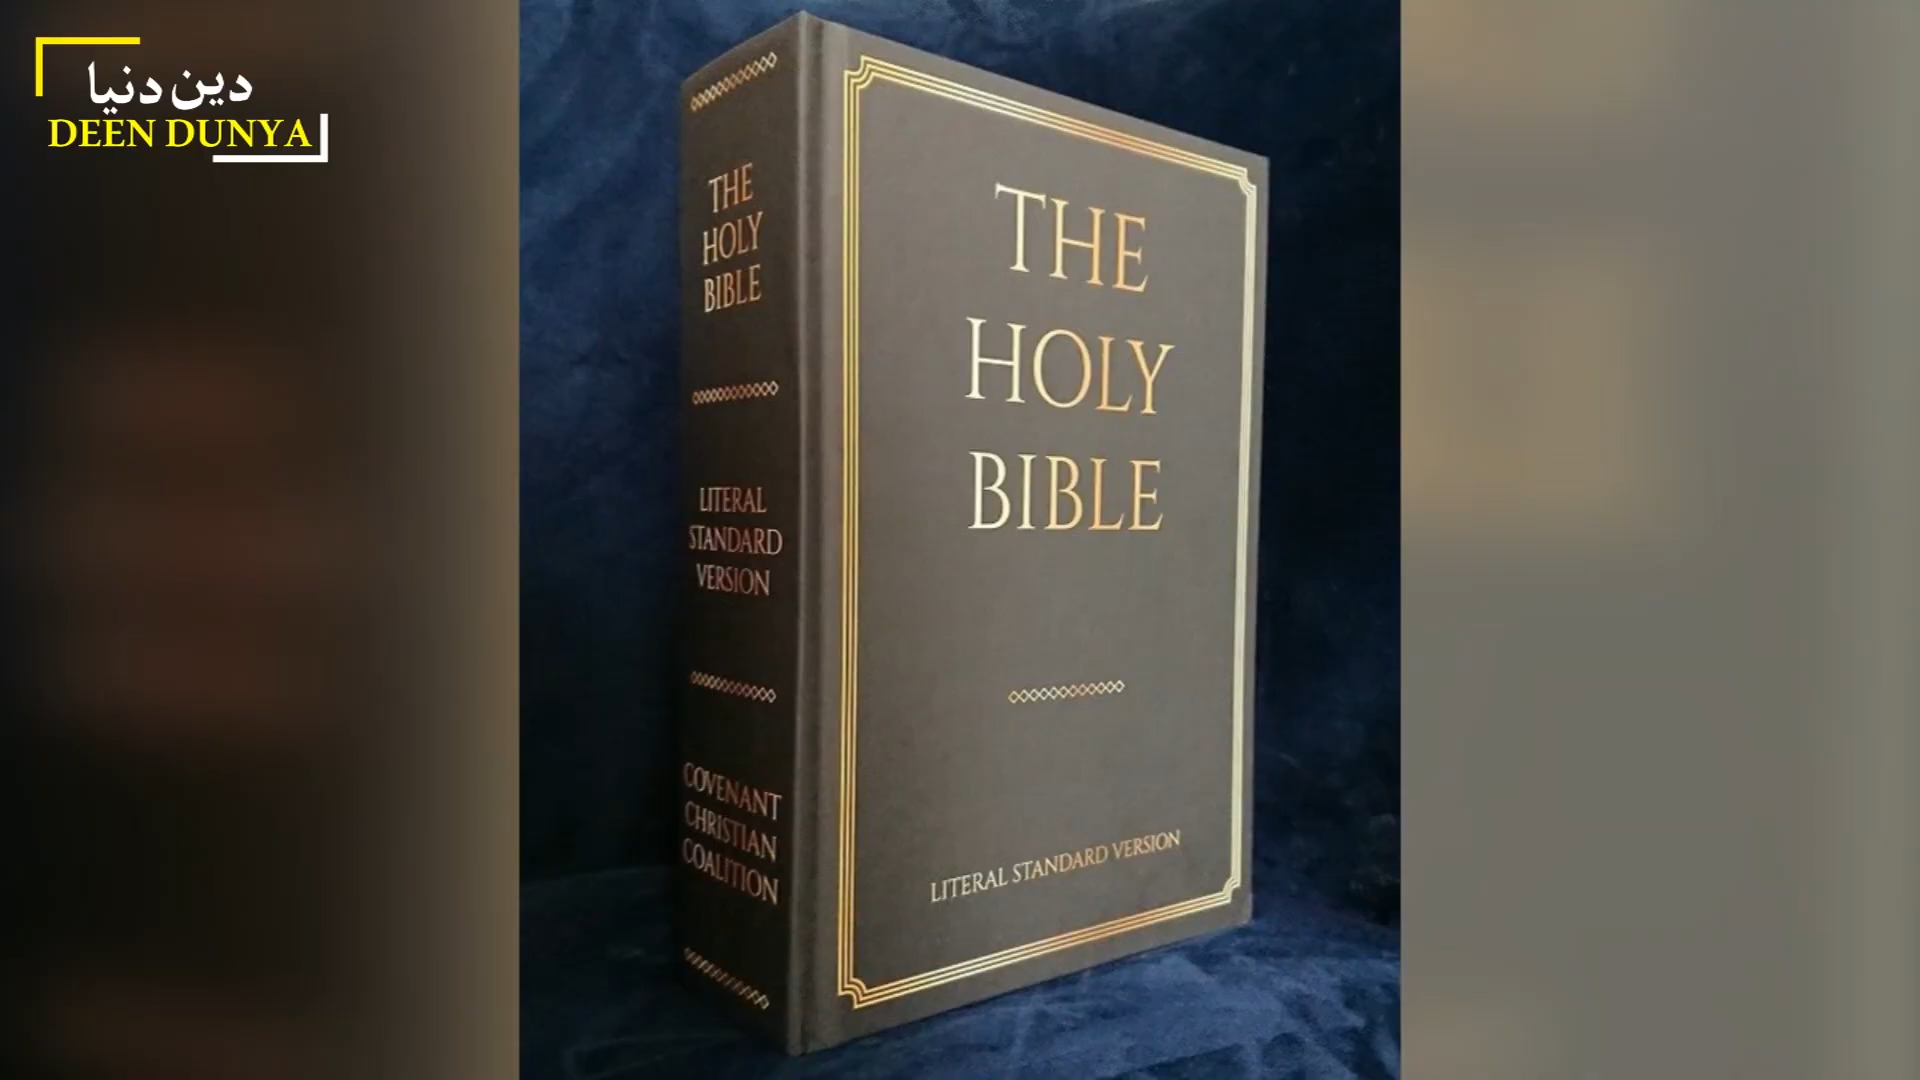 دین دنیا
DEEN DUNYA
THE
HOLY
BIBLE
LITERAL
STANDARD
VERSION
COVENANT
CHRISTIAN
COALITION
THE
HOLY
BIBLE
LITERAL STANDARD VERSION